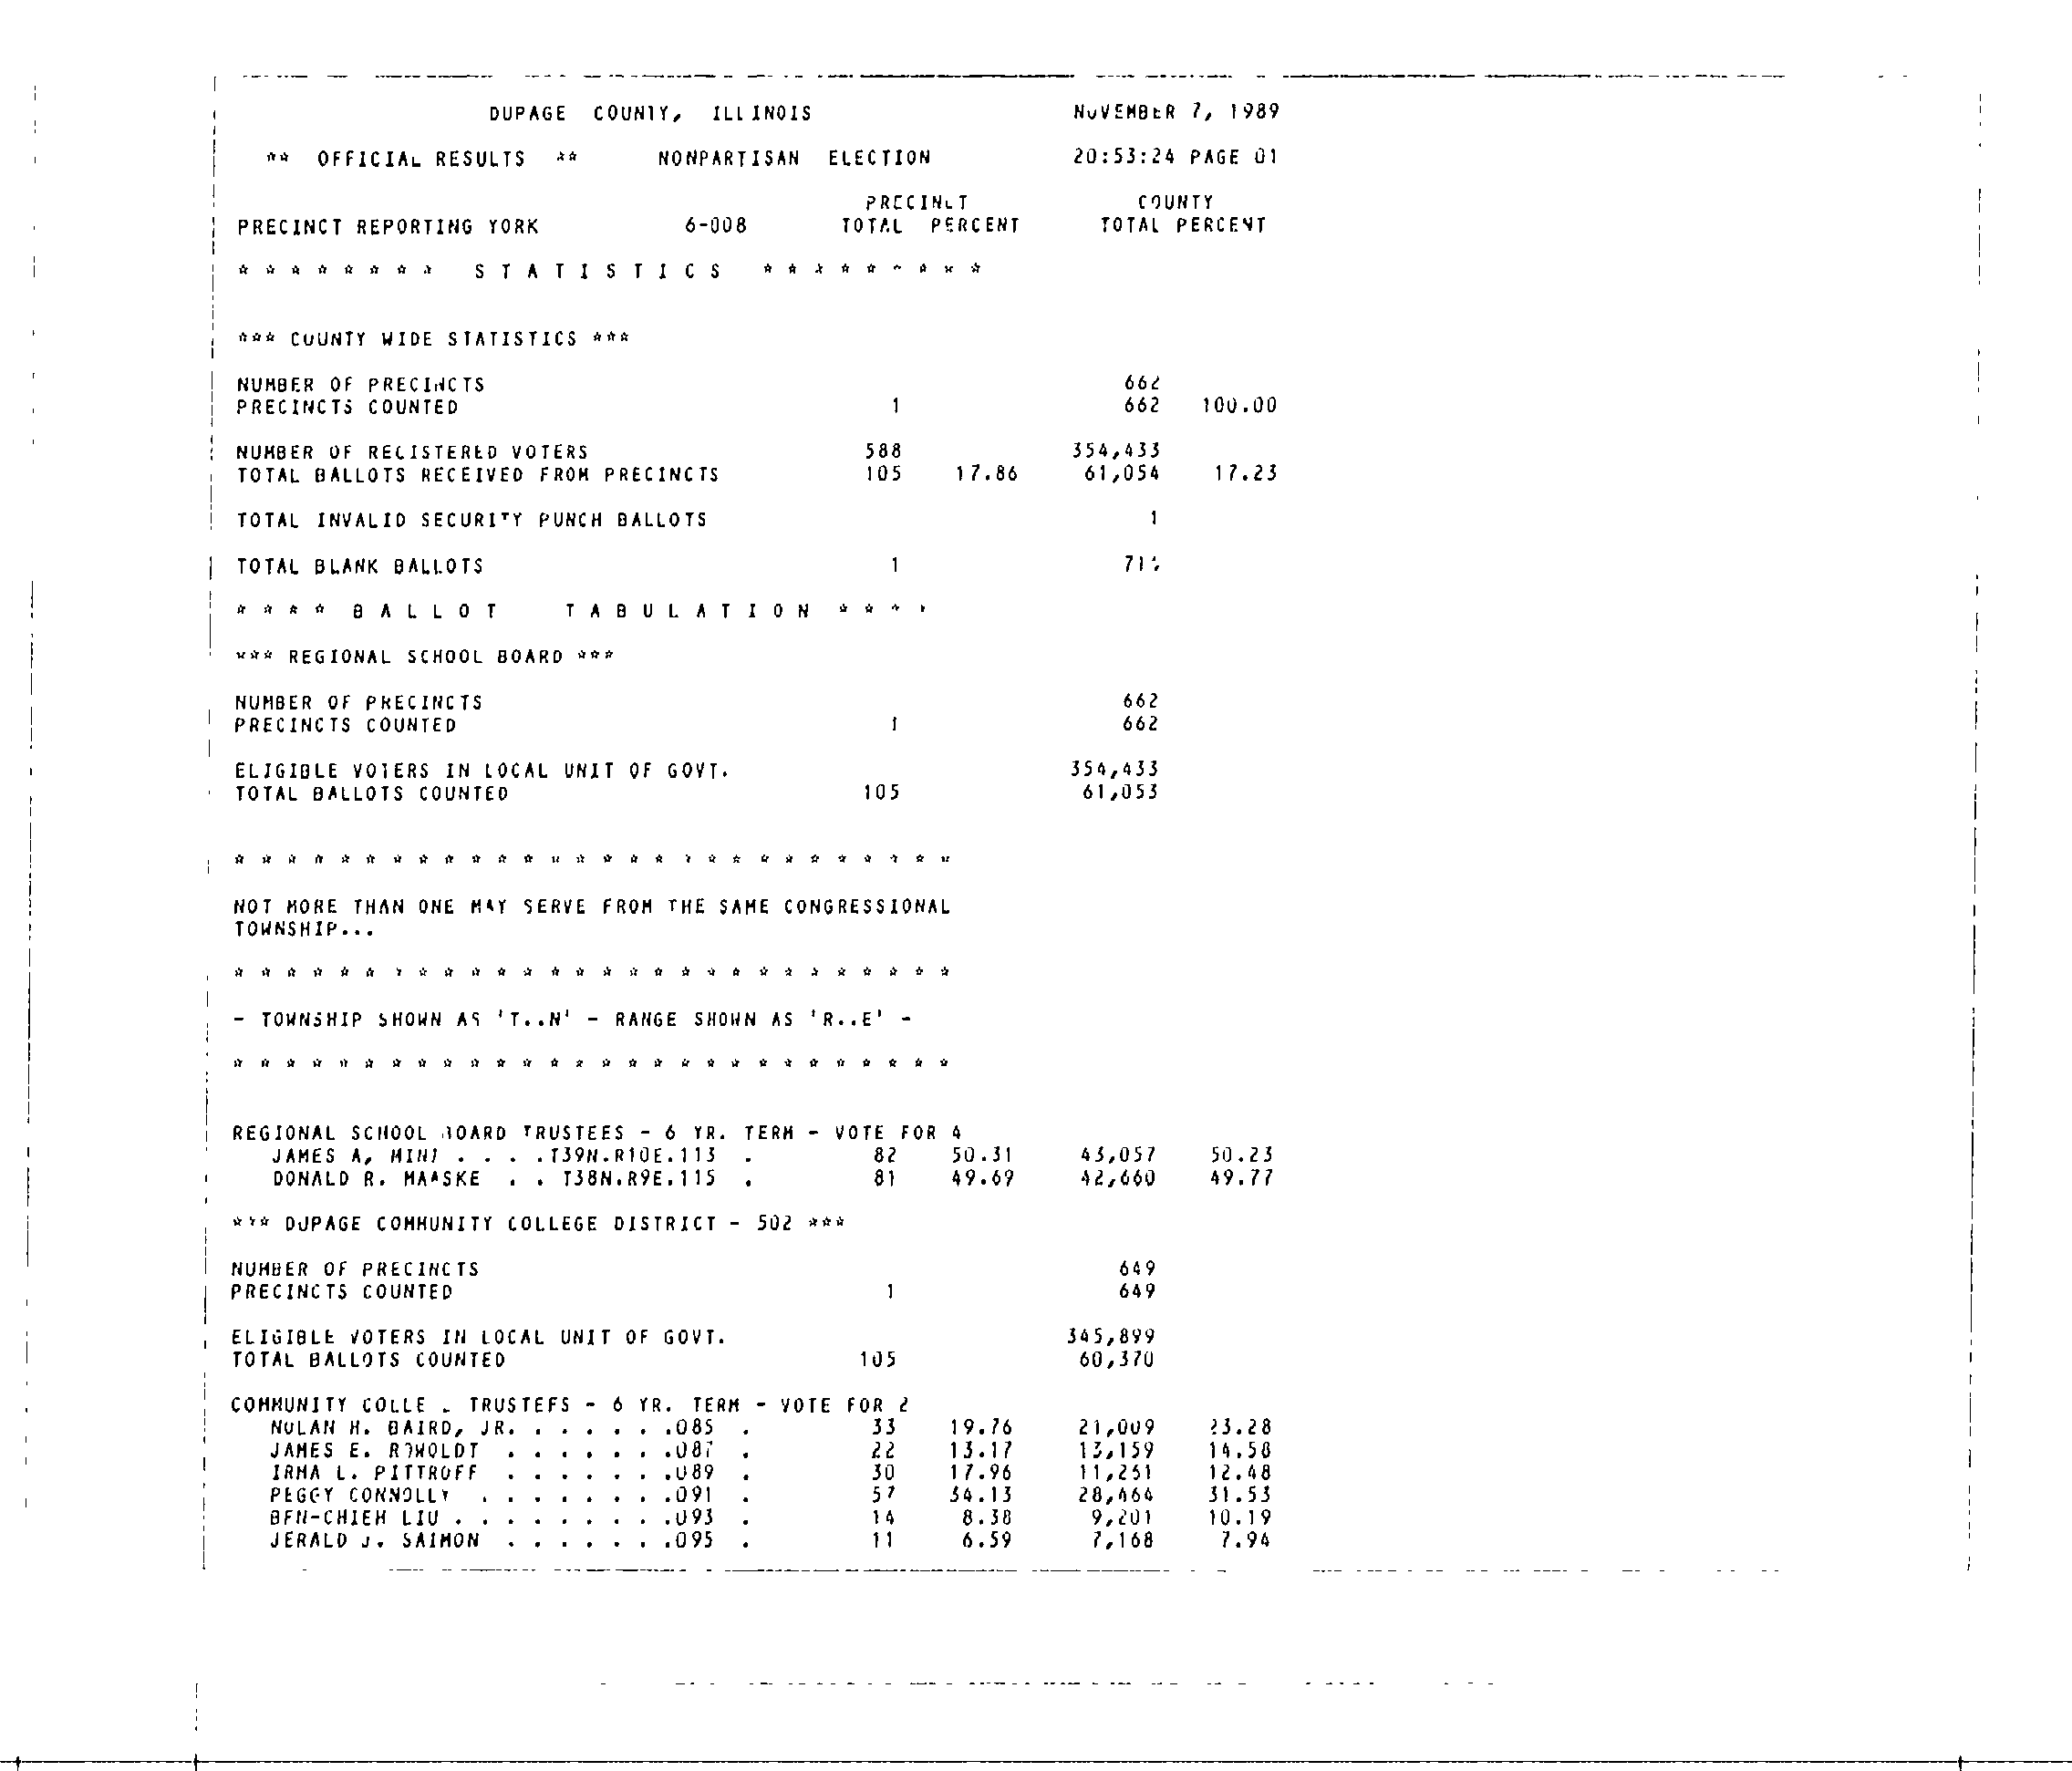 DUPAGE COUNTY, ILLINOIS NOVEMBER 7, 1989
** OFFICIAL RESULTS ** NONPARTISAN ELECTION 20:53:24 PAGE 01
PRECINCT COUNTY
PRECINCT REPORTING YORK 6-008 TOTAL PERCENT TOTAL PERCENT
* * * * * * * * S T A T I S T I C S * * * * * * * * *
*** COUNTY WIDE STATISTICS ***
NUMBER OF PRECINCTS 662
PRECINCTS COUNTED 1 662 100.00
NUMBER OF REGISTERED VOTERS 588 354,433
TOTAL BALLOTS RECEIVED FROM PRECINCTS 105 17.86 61,054 17.23
TOTAL INVALID SECURITY PUNCH BALLOTS 1
TOTAL BLANK BALLOTS 1
* * * * B A L L O T T A B U L A T I O N * * * *
*** REGIONAL SCHOOL BOARD ***
NUMBER OF PRECINCTS 662
PRECINCTS COUNTED 1 662
ELIGIBLE VOTERS IN LOCAL UNIT OF GOVT. 354,433
TOTAL BALLOTS COUNTED 105 61,053
* * * * * * * * * * * * * * * * * * * * * * * * * * * *
NOT MORE THAN ONE MAY SERVE FROM THE SAME CONGRESSIONAL
TOWNSHIP...
* * * * * * * * * * * * * * * * * * * * * * * * * * * *
- TOWNSHIP SHOWN AS 'T..N' - RANGE SHOWN AS 'R..E' -
* * * * * * * * * * * * * * * * * * * * * * * * * * * *
REGIONAL SCHOOL BOARD TRUSTEES - 6 YR. TERM - VOTE FOR 4
JAMES A. . . . .T39N.R10E.113 . 82 50.31 43,057 50.23
DONALD R. MAASKE . . T38N.R9E.115 . 81 49.69 42,660 49.77
*** DUPAGE COMMUNITY COLLEGE DISTRICT - 502 ***
NUMBER OF PRECINCTS 649
PRECINCTS COUNTED 1 649
ELIGIBLE VOTERS IN LOCAL UNIT OF GOVT. 345,899
TOTAL BALLOTS COUNTED 105 60,370
COMMUNITY TRUSTEES - 6 YR. TERM - VOTE FOR 2
NOLAN H. BAIRD, JR. . . . . . .085 . 33 19.76 21,009 23.28
JAMES E. ROWOLDT . . . . . . .087 . 22 13.17 13,159 14.58
IRMA L. PITTROFF . . . . . . .089 . 30 17.96 11,251 12.48
PEGGY CONNOLLY . . . . . . . .091 . 57 34.13 28,464 31.53
BEN-CHIEH LIU . . . . . . . . .093 . 14 8.38 9,201 10.19
JERALD J. SAIMON . . . . . . .095 . 11 6.59 7,168 7.94